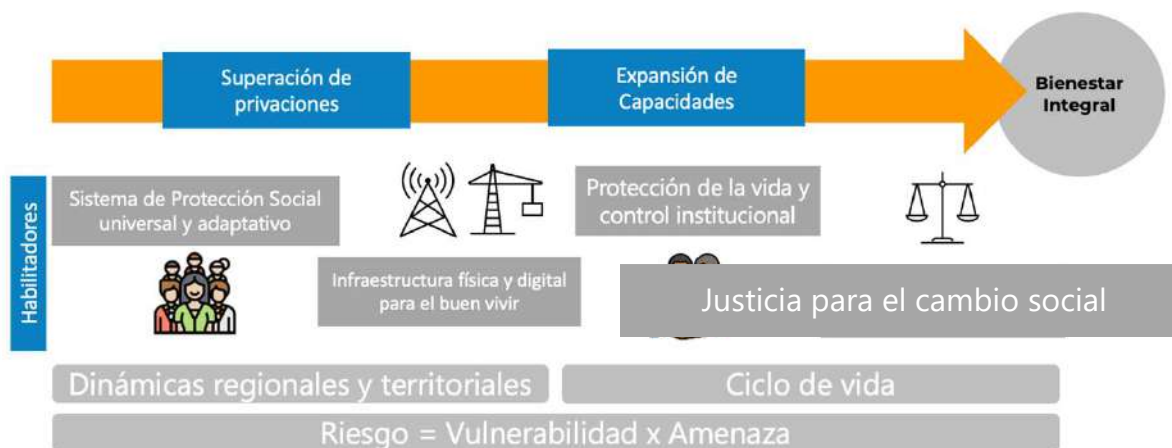 Superación de
privaciones
Expansión de
Capacidades
Bienestar
Integral
Habilitadores
Sistema de Protección Social
universal y adaptativo
Protección de la vida y
control institucional
Infraestructura física y digital
para el buen vivir
Justicia para el cambio social
Dinámicas regionales y territoriales
Ciclo de vida
Riesgo = Vulnerabilidad x Amenaza